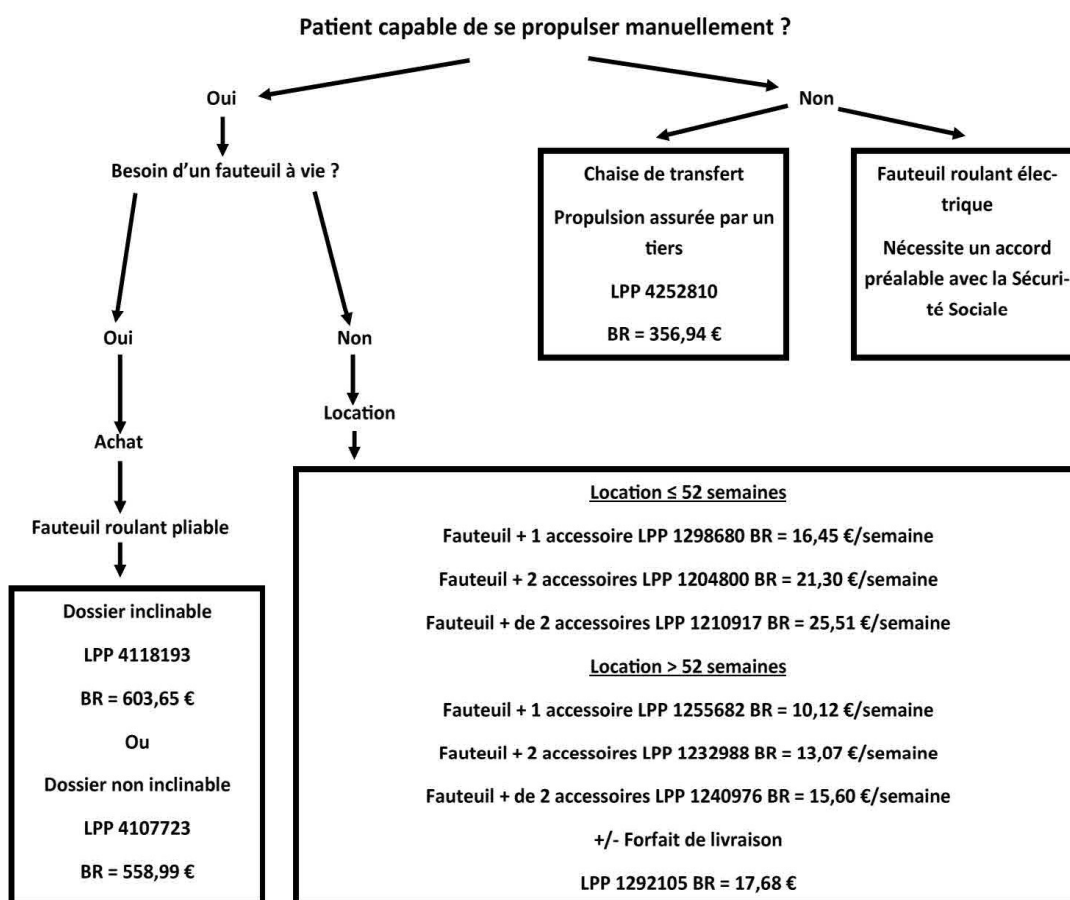 Patient capable de se propulser manuellement ?
Oui
Non
Besoin d'un fauteuil à vie ?
Chaise de transfert
Propulsion assurée par un
tiers
LPP 4252810
BR = 356,94 €
Fauteuil roulant élec-
trique
Nécessite un accord
préalable avec la Sécuri-
té Sociale
Oui
Non
Achat
Location
Fauteuil roulant pliable
Dossier inclinable
LPP 4118193
BR = 603,65 €
Ou
Dossier non inclinable
LPP 4107723
BR = 558,99 €
Location ≤ 52 semaines
Fauteuil + 1 accessoire LPP 1298680 BR = 16,45 €/semaine
Fauteuil + 2 accessoires LPP 1204800 BR = 21,30 €/semaine
Fauteuil + de 2 accessoires LPP 1210917 BR = 25,51 €/semaine
Location > 52 semaines
Fauteuil + 1 accessoire LPP 1255682 BR = 10,12 €/semaine
Fauteuil + 2 accessoires LPP 1232988 BR = 13,07 €/semaine
Fauteuil + de 2 accessoires LPP 1240976 BR = 15,60 €/semaine
+/- Forfait de livraison
LPP 1292105 BR = 17,68 €